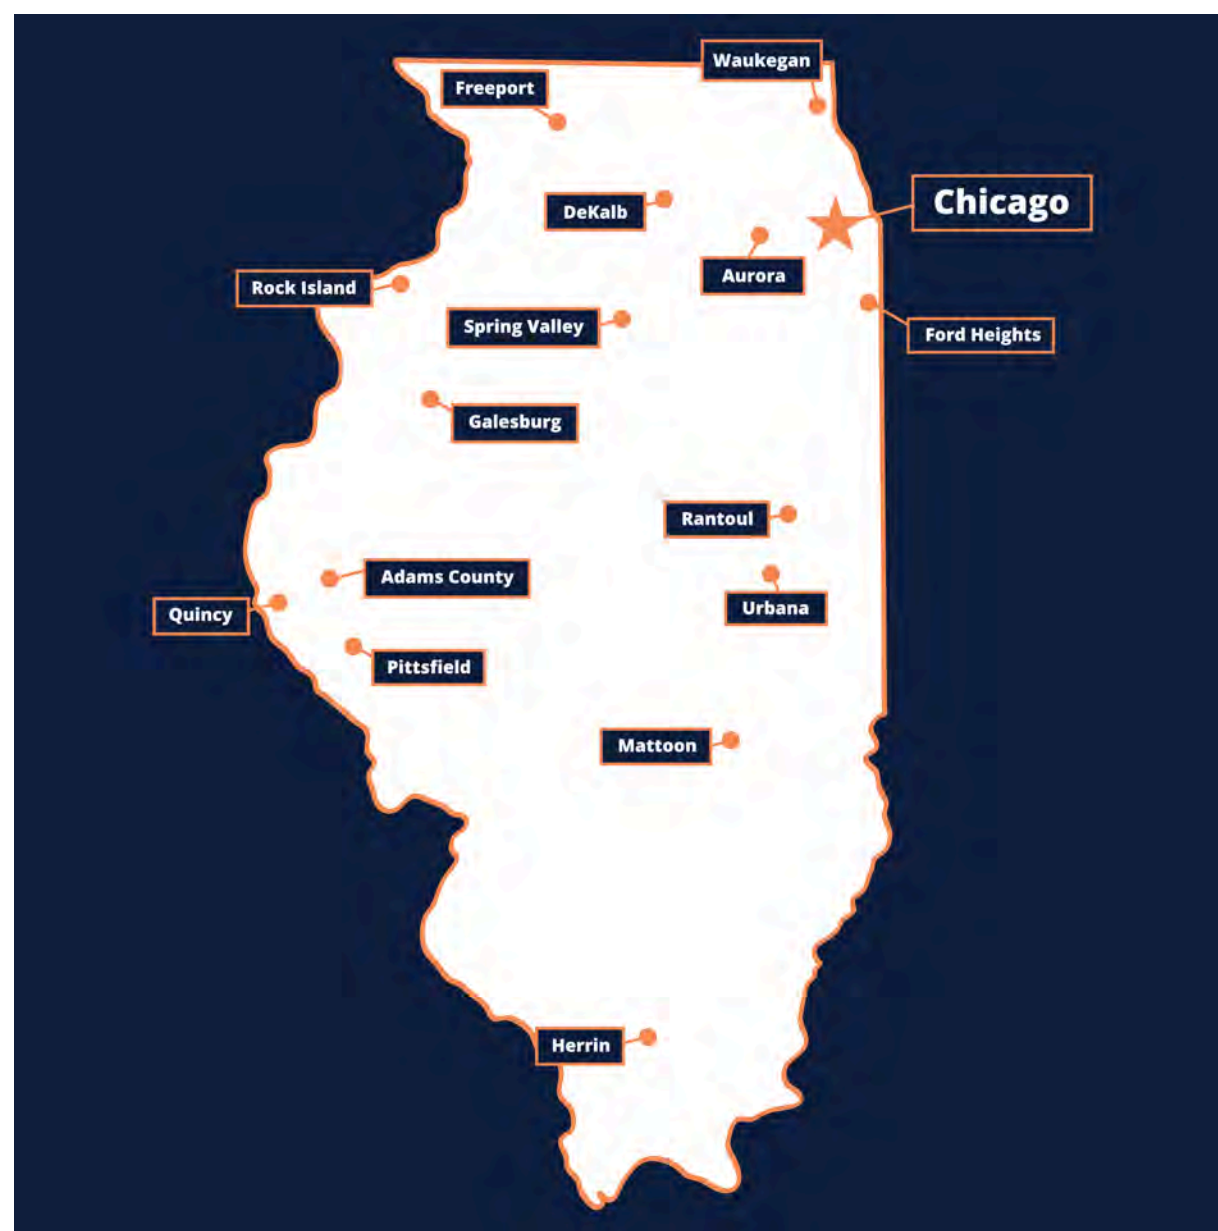 Waukegan
Freeport
Chicago
DeKalb
Aurora
Rock Island
Spring Valley
Ford Heights
Galesburg
Rantoul
Adams County
Urbana
Quincy
Pittsfield
Mattoon
Herrin